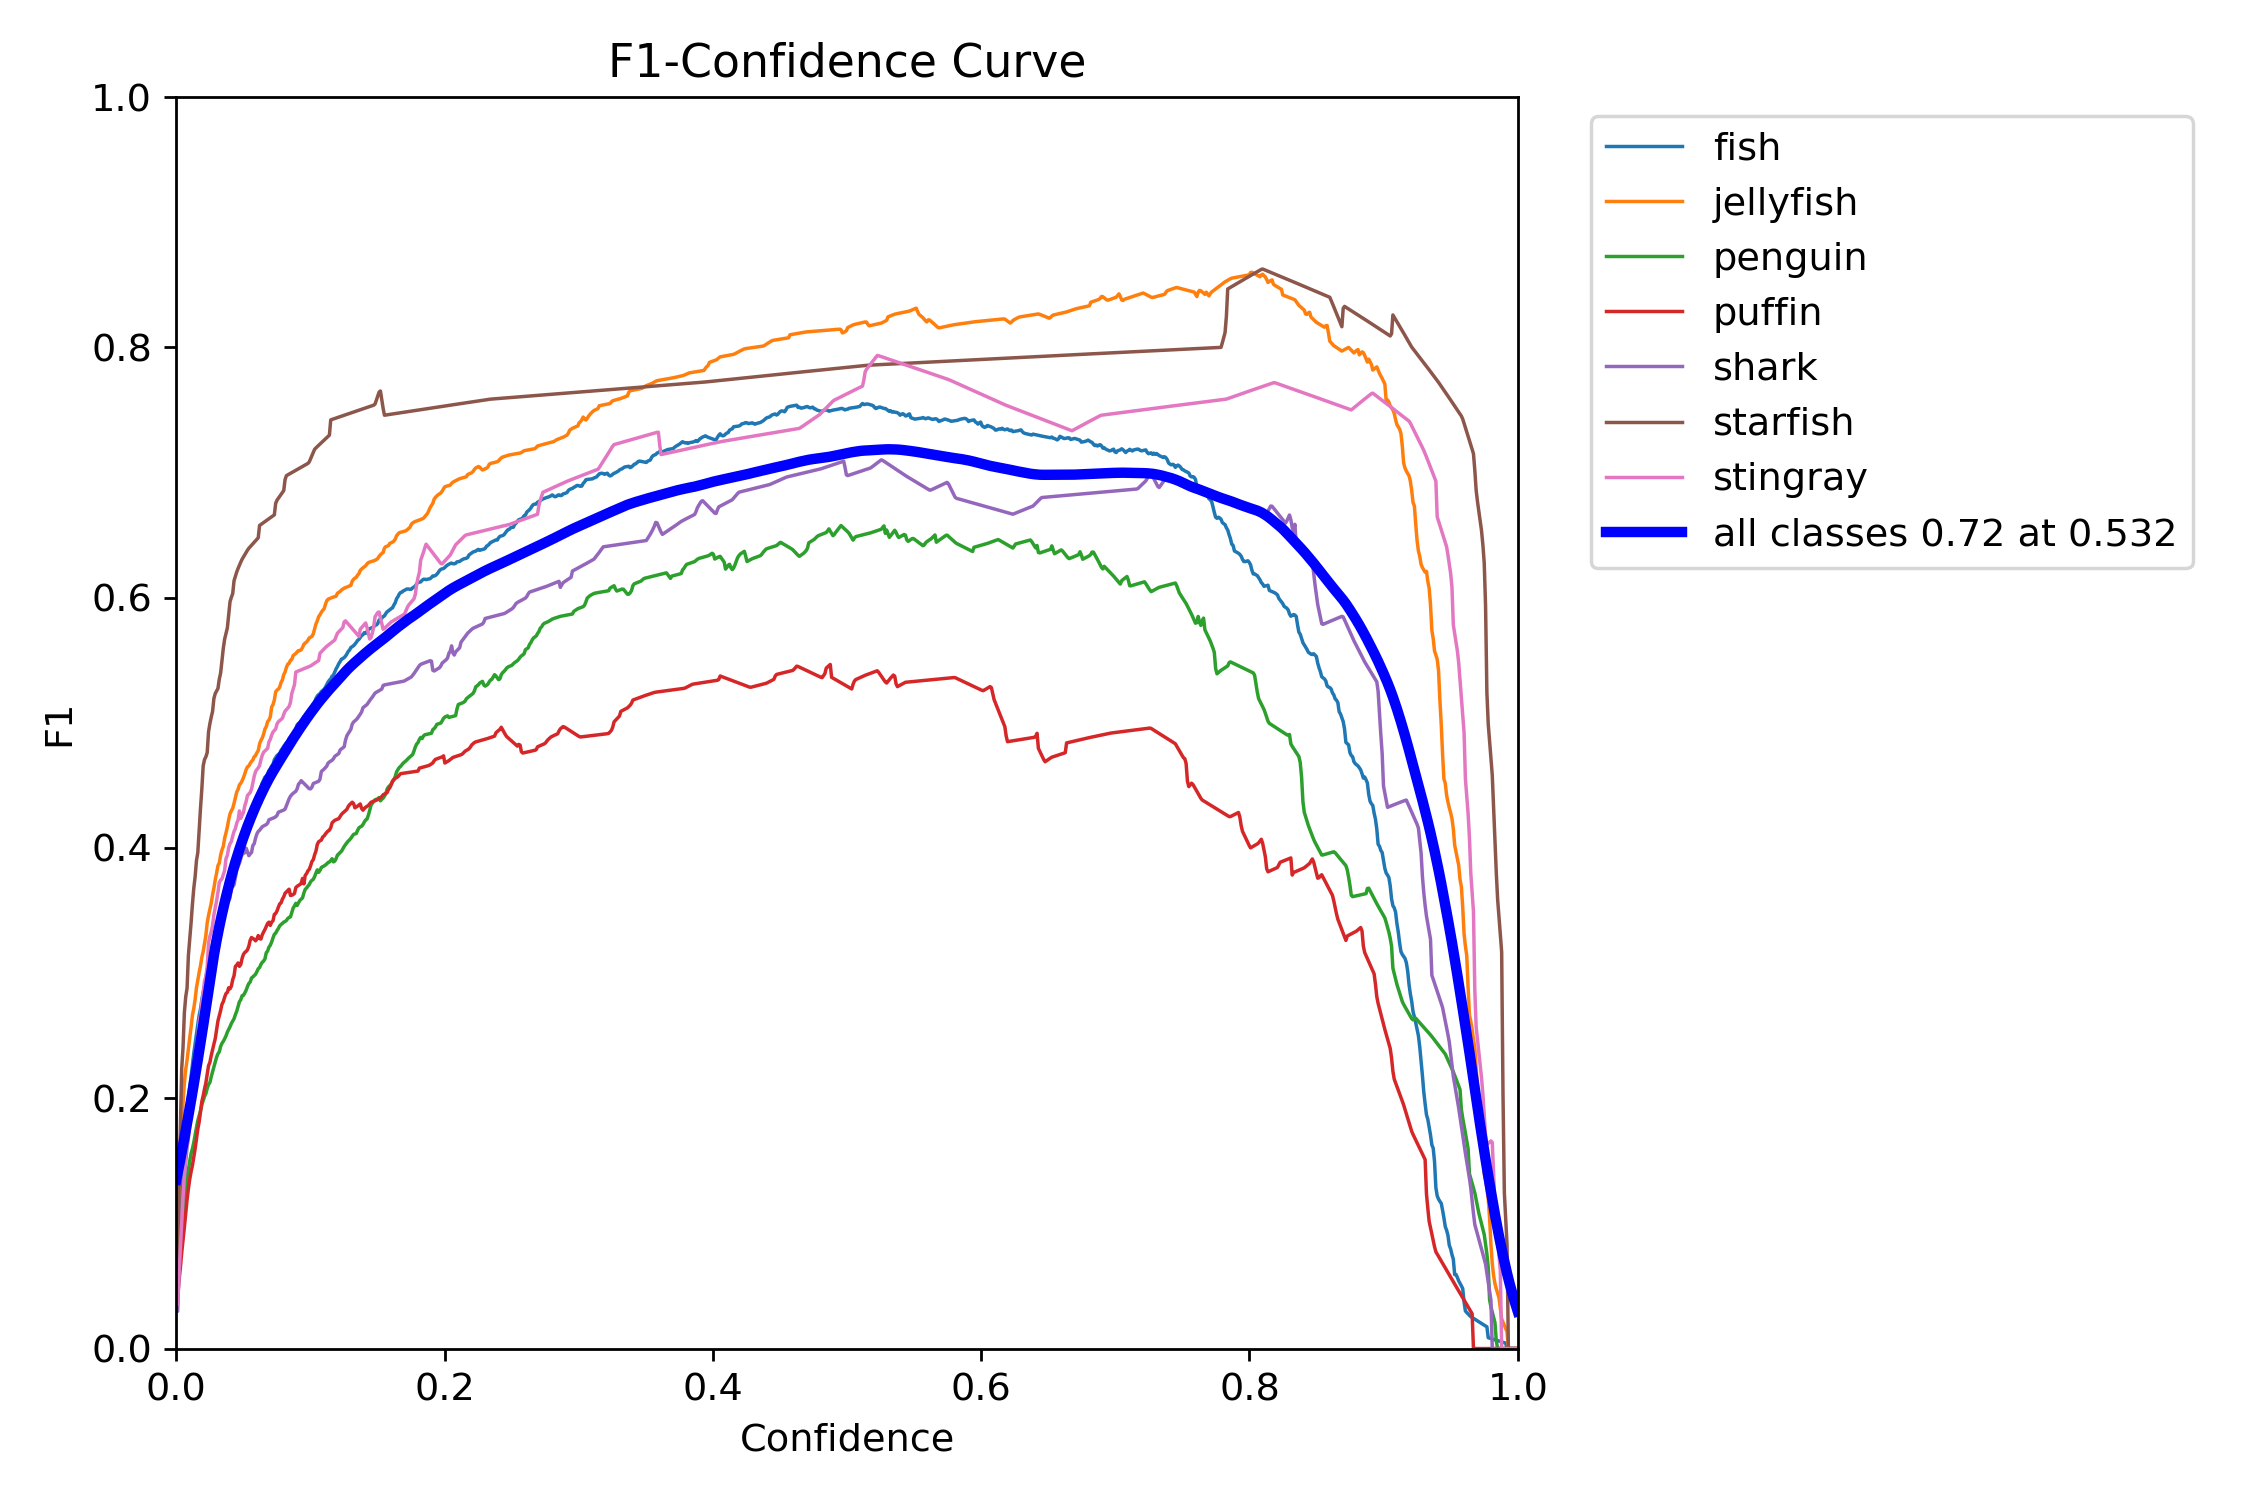 F1-Confidence Curve
1.0
0.8
0.6
0.4
0.2
0.0
F1
0.0 0.2 0.4 0.6 0.8 1.0
Confidence
fish
jellyfish
penguin
puffin
shark
starfish
stingray
all classes 0.72 at 0.532